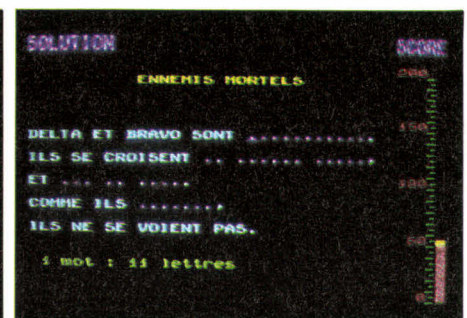 SOLUTION
SCORE
200
ENNEMIS MORTELS
150
DELTA ET BRAVO SONT ............
ILS SE CROISENT .. ...... ......
100
ET ... .. .....
COMME ILS ........,
ILS NE SE VOIENT PAS.
50
1 mot : 11 lettres
0